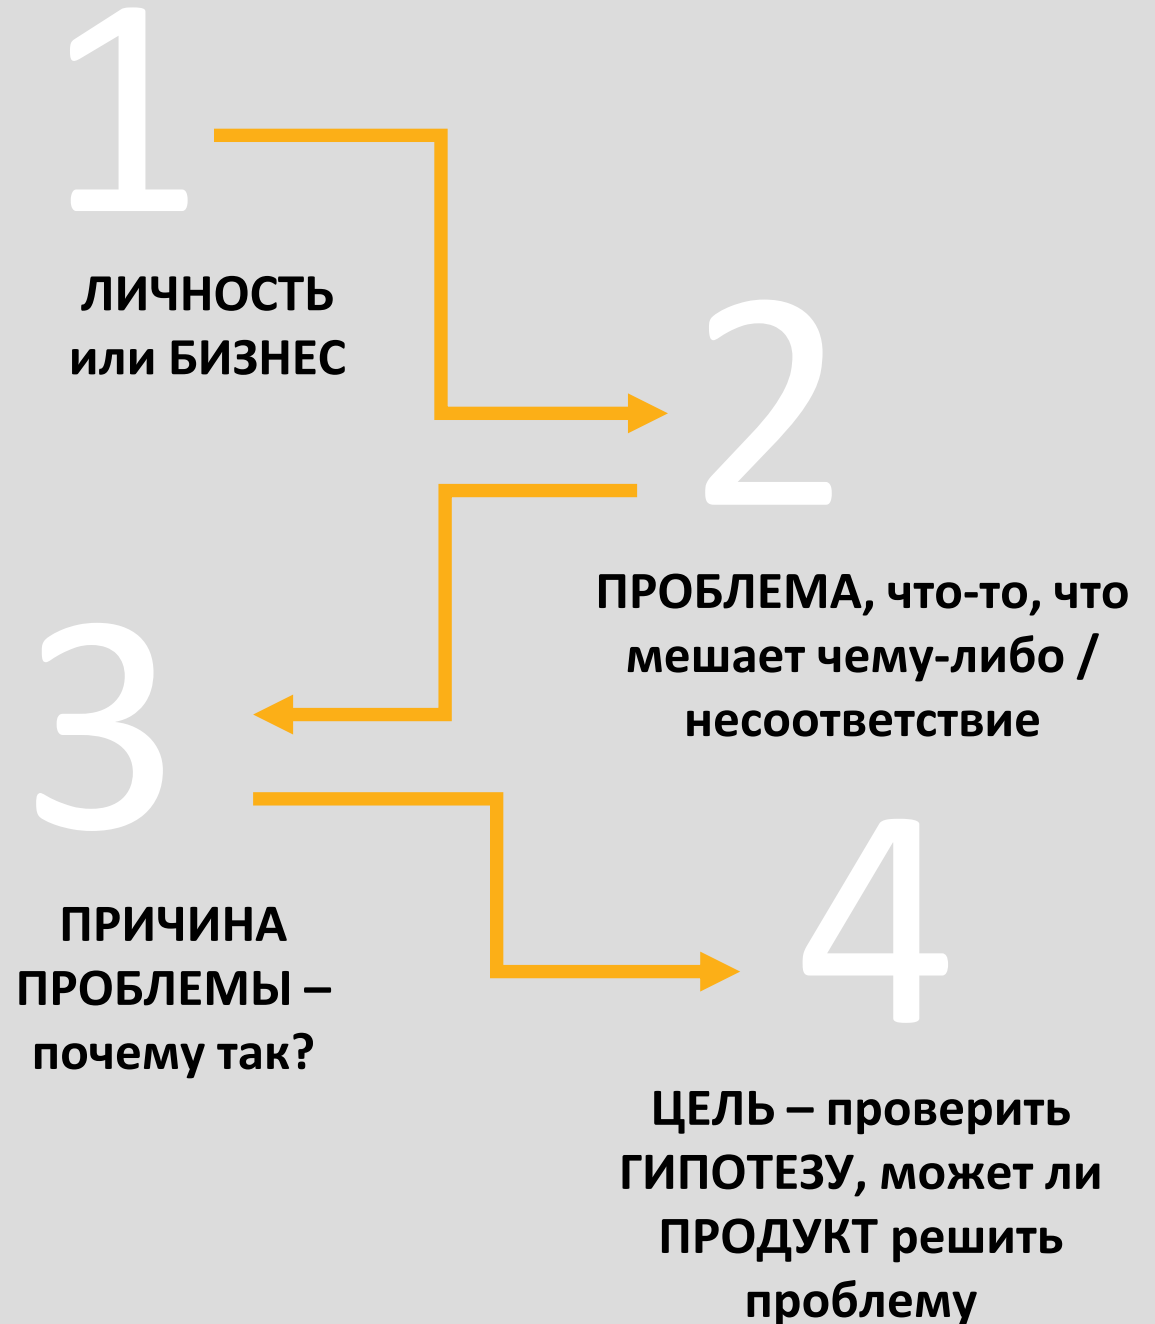 1
ЛИЧНОСТЬ
или БИЗНЕС
2
ПРОБЛЕМА, что-то, что
мешает чему-либо /
несоответствие
3
ПРИЧИНА
ПРОБЛЕМЫ –
почему так?
4
ЦЕЛЬ – проверить
ГИПОТЕЗУ, может ли
ПРОДУКТ решить
проблему